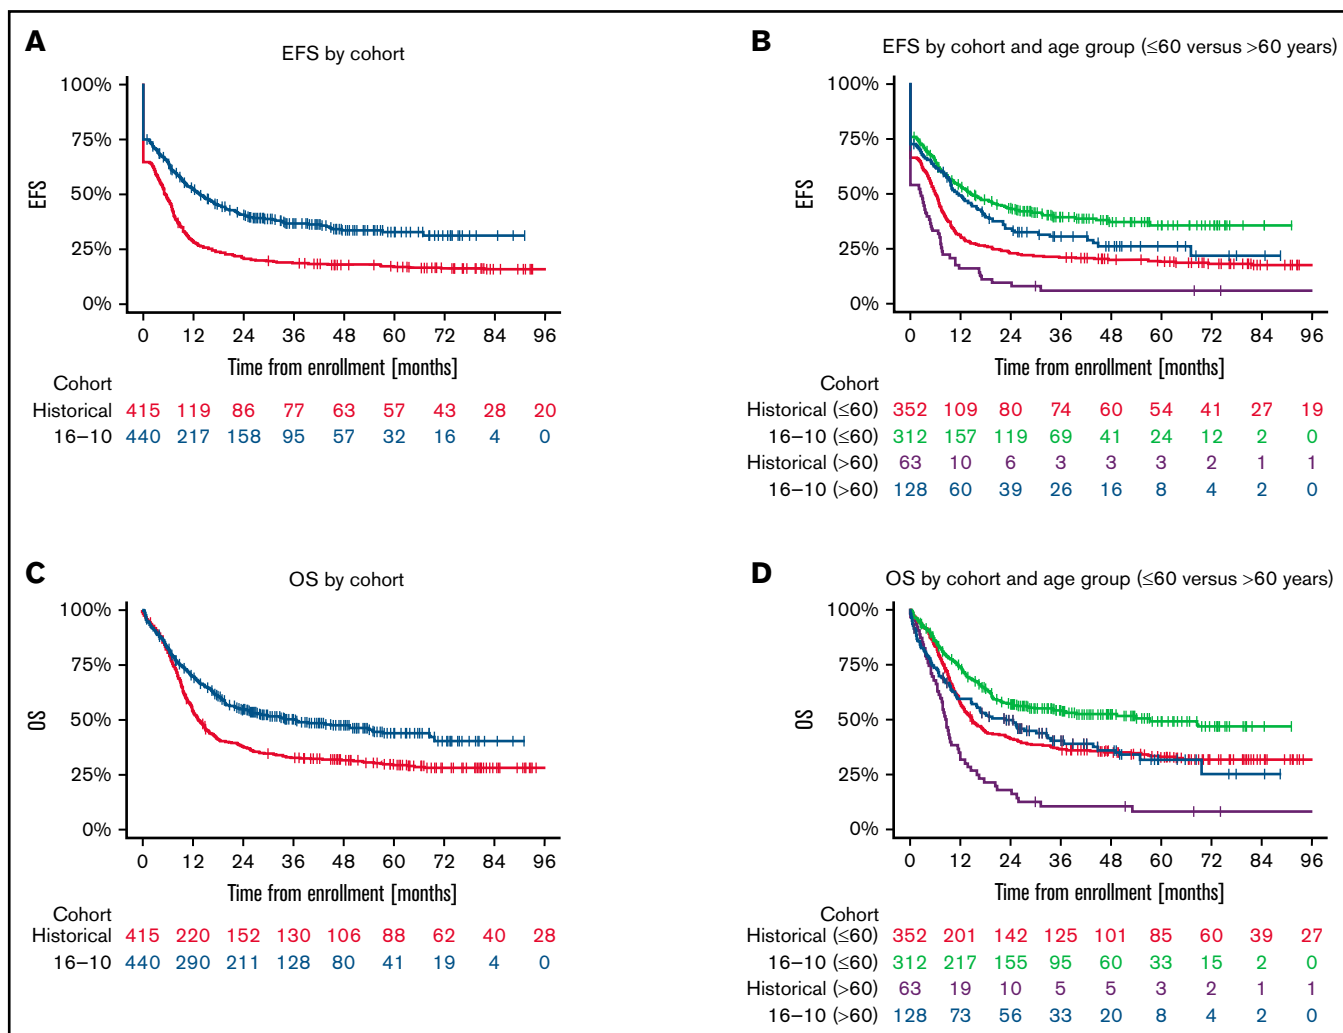 A
EFS by cohort
EFS
100%
75%
50%
25%
0%
0 12 24 36 48 60 72 84 96
Time from enrollment [months]
Cohort
Historical 415 119 86 77 63 57 43 28 20
16–10 440 217 158 95 57 32 16 4 0
B
EFS by cohort and age group (≤60 versus >60 years)
EFS
100%
75%
50%
25%
0%
0 12 24 36 48 60 72 84 96
Time from enrollment [months]
Cohort
Historical (≤60) 352 109 80 74 60 54 41 27 19
16–10 (≤60) 312 157 119 69 41 24 12 2 0
Historical (>60) 63 10 6 3 3 3 2 1 1
16–10 (>60) 128 60 39 26 16 8 4 2 0
C
OS by cohort
OS
100%
75%
50%
25%
0%
0 12 24 36 48 60 72 84 96
Time from enrollment [months]
Cohort
Historical 415 220 152 130 106 88 62 40 28
16–10 440 290 211 128 80 41 19 4 0
D
OS by cohort and age group (≤60 versus >60 years)
OS
100%
75%
50%
25%
0%
0 12 24 36 48 60 72 84 96
Time from enrollment [months]
Cohort
Historical (≤60) 352 201 142 125 101 85 60 39 27
16–10 (≤60) 312 217 155 95 60 33 15 2 0
Historical (>60) 63 19 10 5 5 3 2 1 1
16–10 (>60) 128 73 56 33 20 8 4 2 0